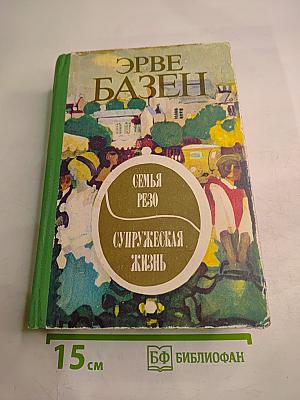 ЭРВЕ
БАЗЕН
СЕМЬЯ
РЕЗО
СУПРУЖЕСКАЯ
ЖИЗНЬ
15 см
БФ БИБЛИОФАН